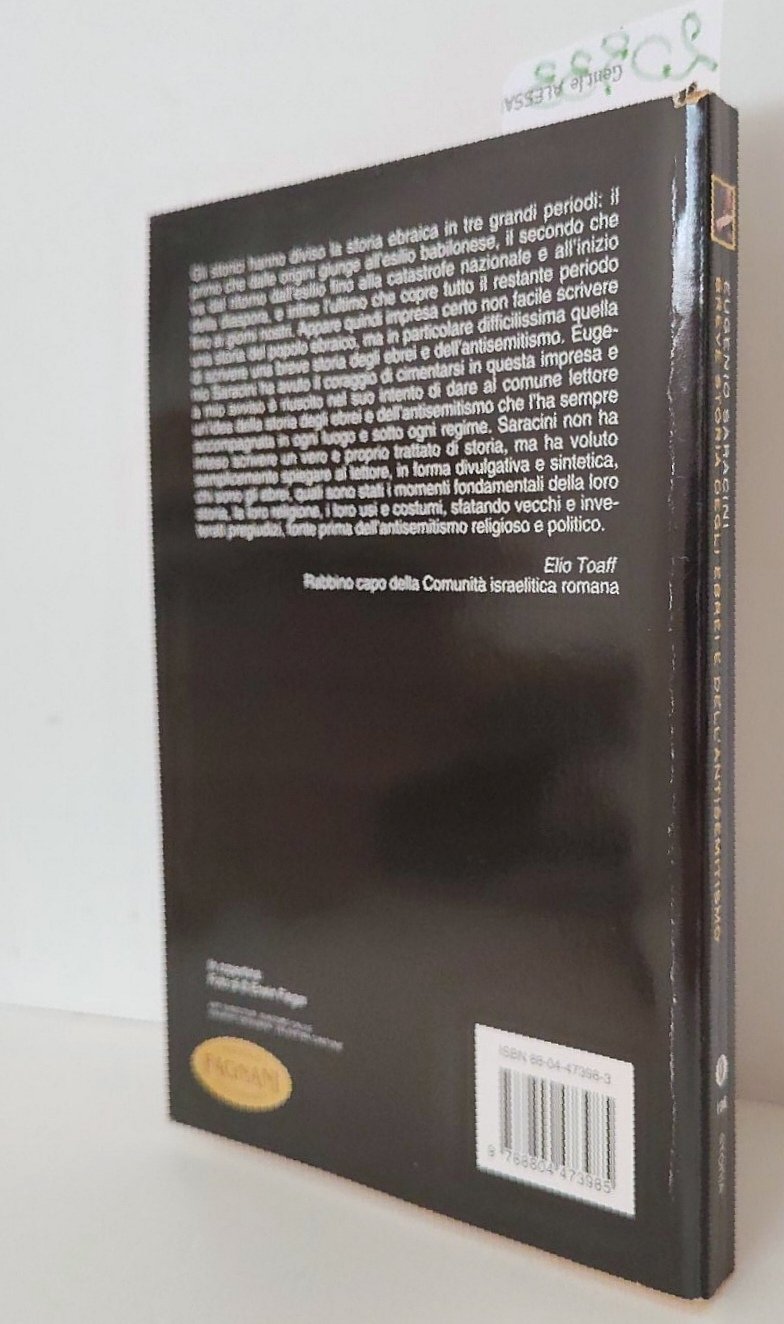 Gent.le ALESSA
Gli storici hanno diviso la storia ebraica in tre grandi periodi: il
primo che dalle origini giunge all'esilio babilonese, il secondo che
va dal ritorno dall'esilio fino alla catastrofe nazionale e all'inizio
della diaspora, e infine l'ultimo che copre tutto il restante periodo
fino ai giorni nostri. Appare quindi impresa certo non facile scrivere
una storia del popolo ebraico, ma in particolare difficilissima quella
di scrivere una breve storia degli ebrei e dell'antisemitismo. Euge-
nio Saracini ha avuto il coraggio di cimentarsi in questa impresa e
a mio avviso è riuscito nel suo intento di dare al comune lettore
un'idea della storia degli ebrei e dell'antisemitismo che l'ha sempre
accompagnata in ogni luogo e sotto ogni regime. Saracini non ha
inteso scrivere un vero e proprio trattato di storia, ma ha voluto
semplicemente spiegare al lettore, in forma divulgativa e sintetica,
chi sono gli ebrei, quali sono stati i momenti fondamentali della loro
storia, la loro religione, i loro usi e costumi, sfatando vecchi e inve-
terati pregiudizi, fonte prima dell'antisemitismo religioso e politico.
Elio Toaff
Rabbino capo della Comunità israelitica romana
In copertina
PAGNANI
ISBN 88-04-47398-3
9 788804 473985
EUGENIO SARACINI
BREVE STORIA DEGLI EBREI E DELL'ANTISEMITISMO
STORIA